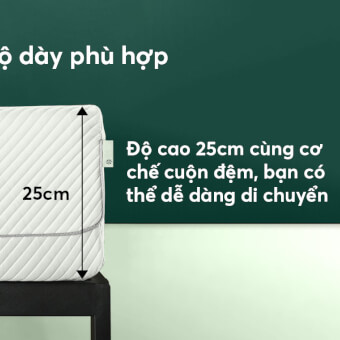 ộ dày phù hợp
Độ cao 25cm cùng cơ
chế cuộn đệm, bạn có
thể dễ dàng di chuyển
25cm